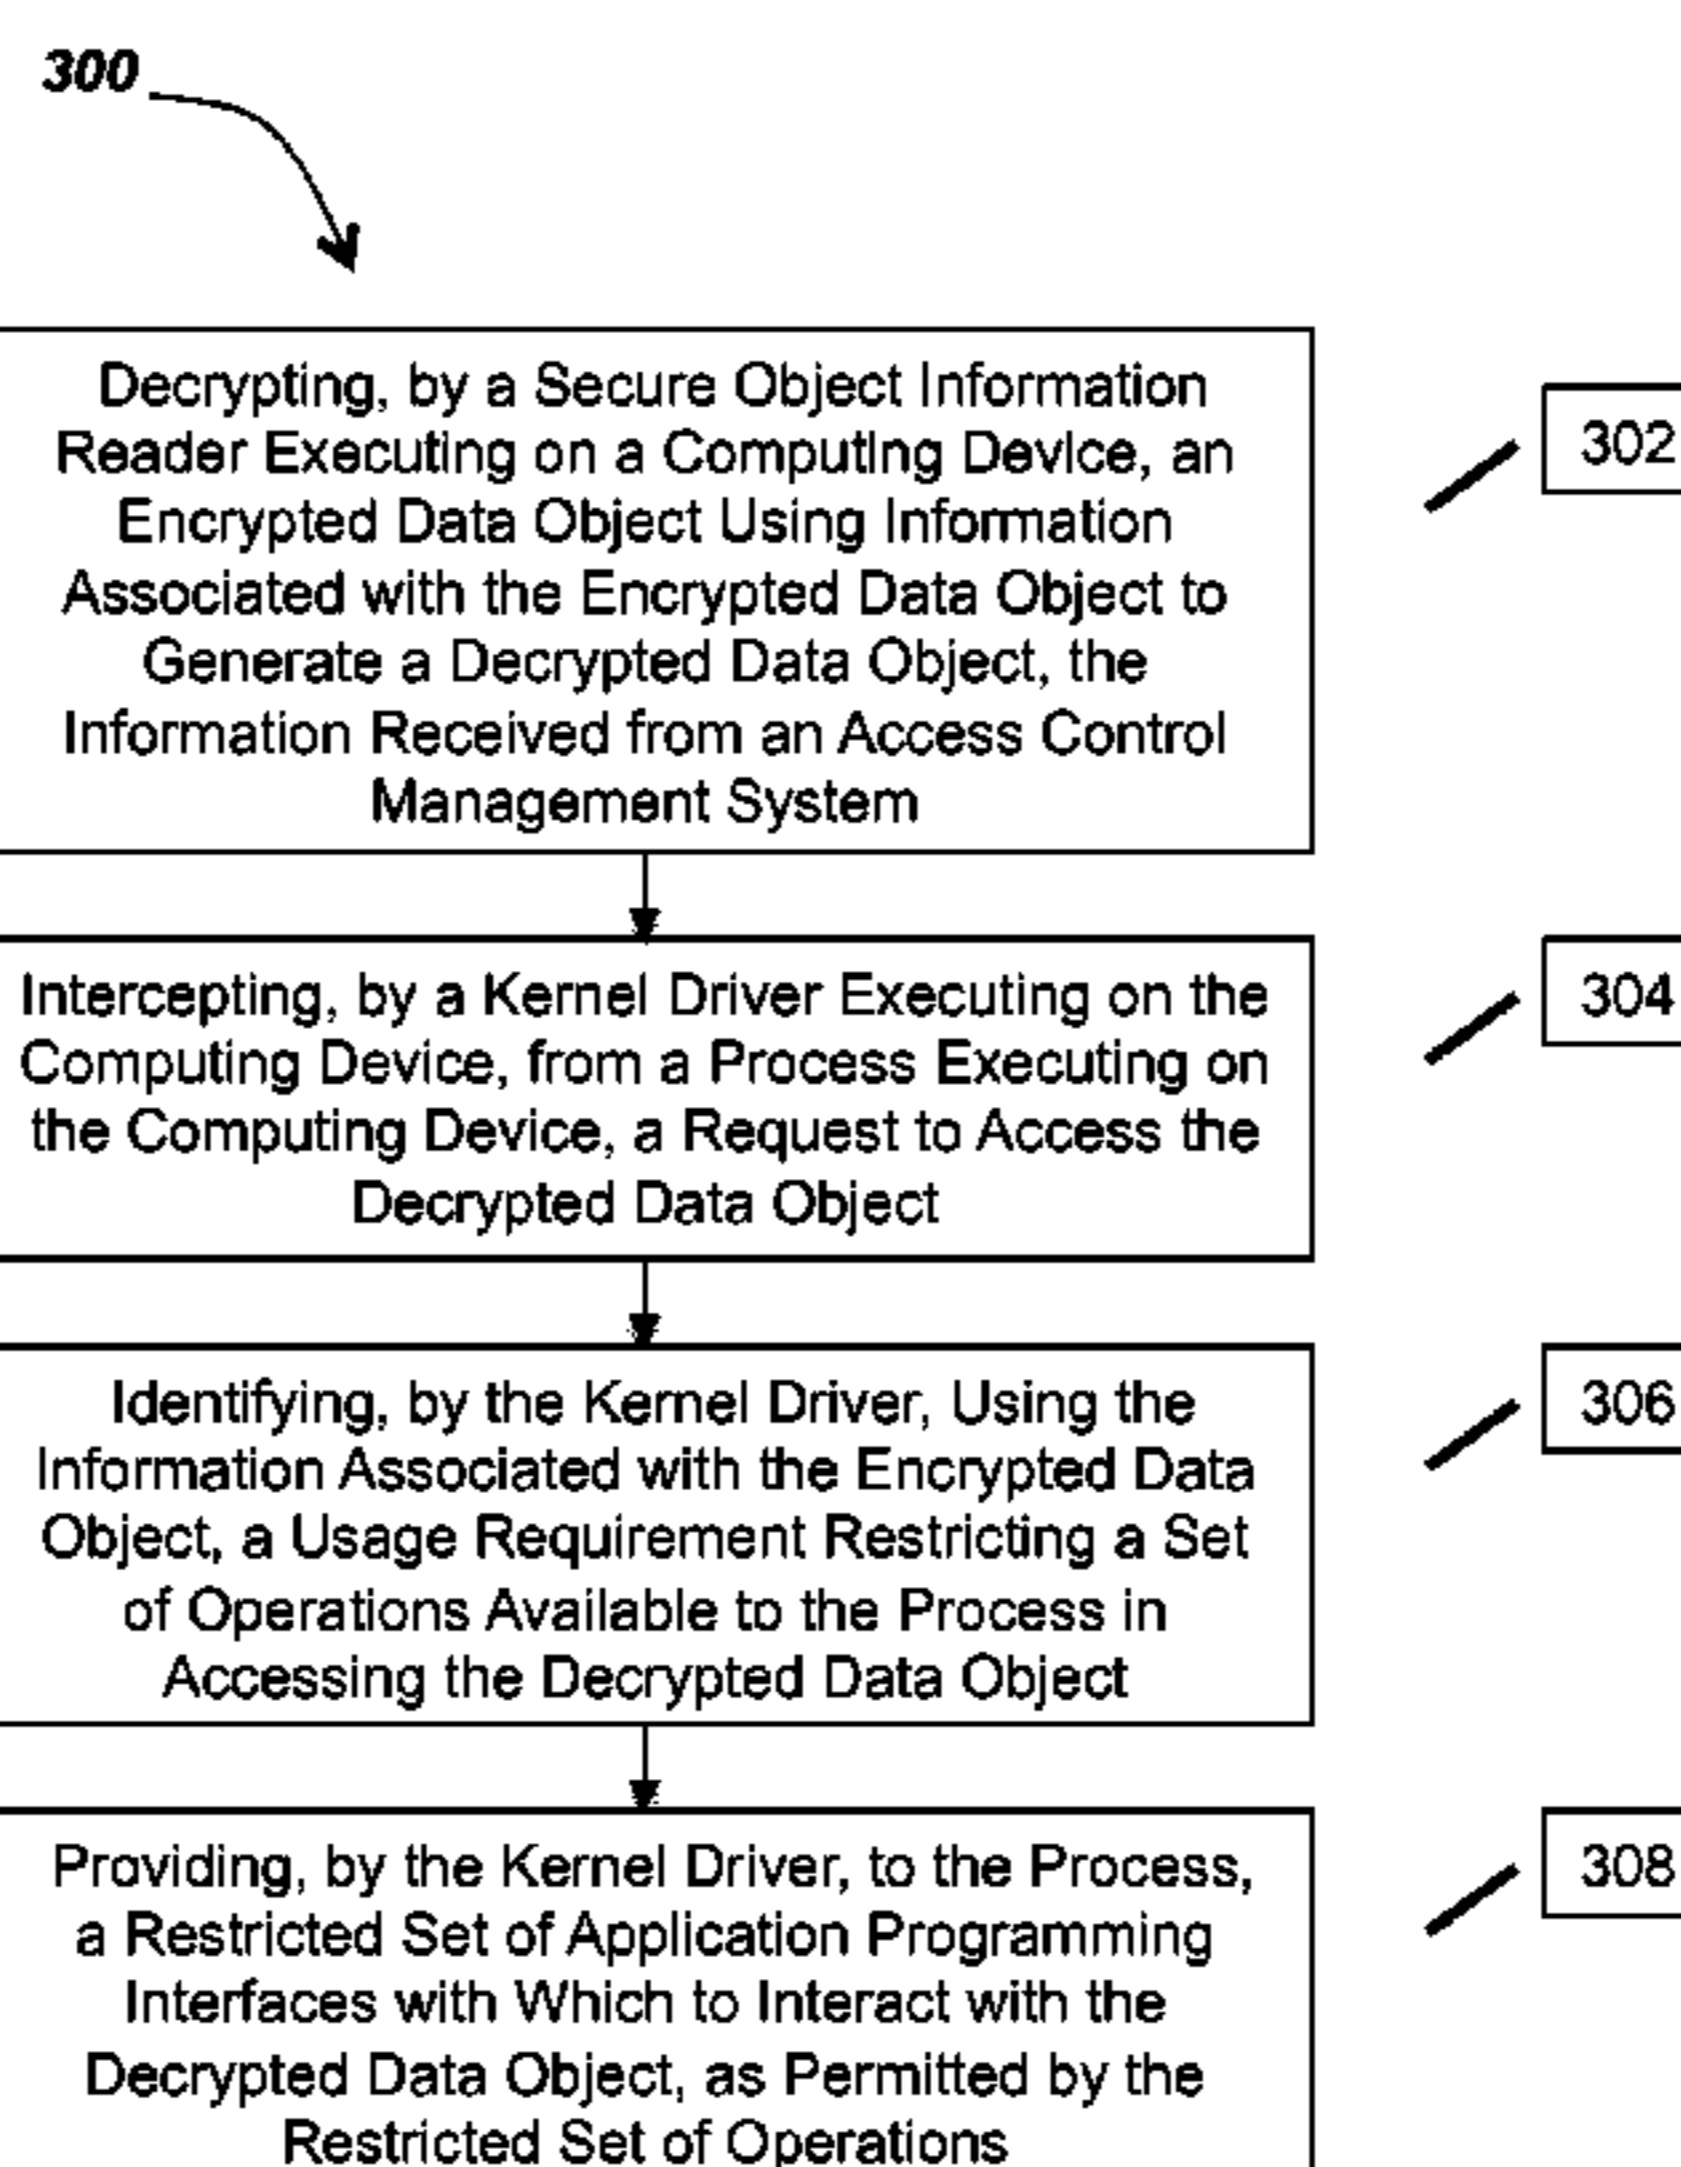 300
Decrypting, by a Secure Object Information
Reader Executing on a Computing Device, an
Encrypted Data Object Using Information
Associated with the Encrypted Data Object to
Generate a Decrypted Data Object, the
Information Received from an Access Control
Management System
302
Intercepting, by a Kernel Driver Executing on the
Computing Device, from a Process Executing on
the Computing Device, a Request to Access the
Decrypted Data Object
304
Identifying, by the Kernel Driver, Using the
Information Associated with the Encrypted Data
Object, a Usage Requirement Restricting a Set
of Operations Available to the Process in
Accessing the Decrypted Data Object
306
Providing, by the Kernel Driver, to the Process,
a Restricted Set of Application Programming
Interfaces with Which to Interact with the
Decrypted Data Object, as Permitted by the
Restricted Set of Operations
308